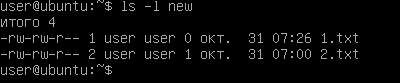 user@ubuntu:~$ ls -l new
итого 4
-rw-rw-r-- 1 user user 0 окт.  31 07:26 1.txt
-rw-rw-r-- 2 user user 1 окт.  31 07:00 2.txt
user@ubuntu:~$